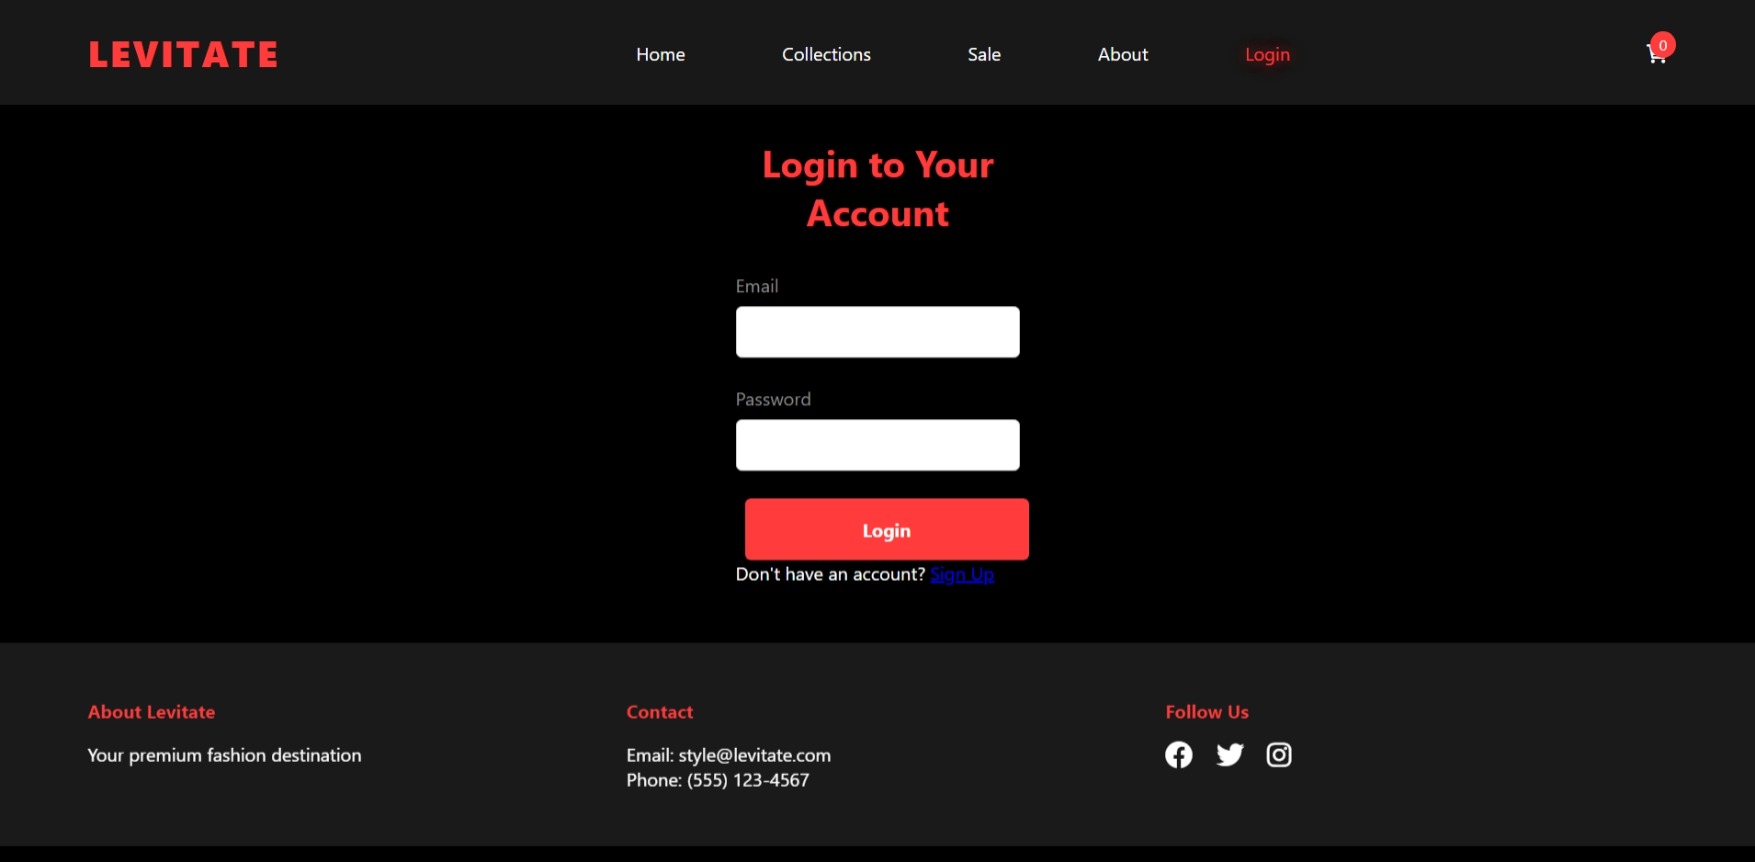 LEVITATE
Home
Collections
Sale
About
Login
0
Login to Your
Account
Email
Password
Login
Don't have an account? Sign Up
About Levitate
Your premium fashion destination
Contact
Email: style@levitate.com
Phone: (555) 123-4567
Follow Us